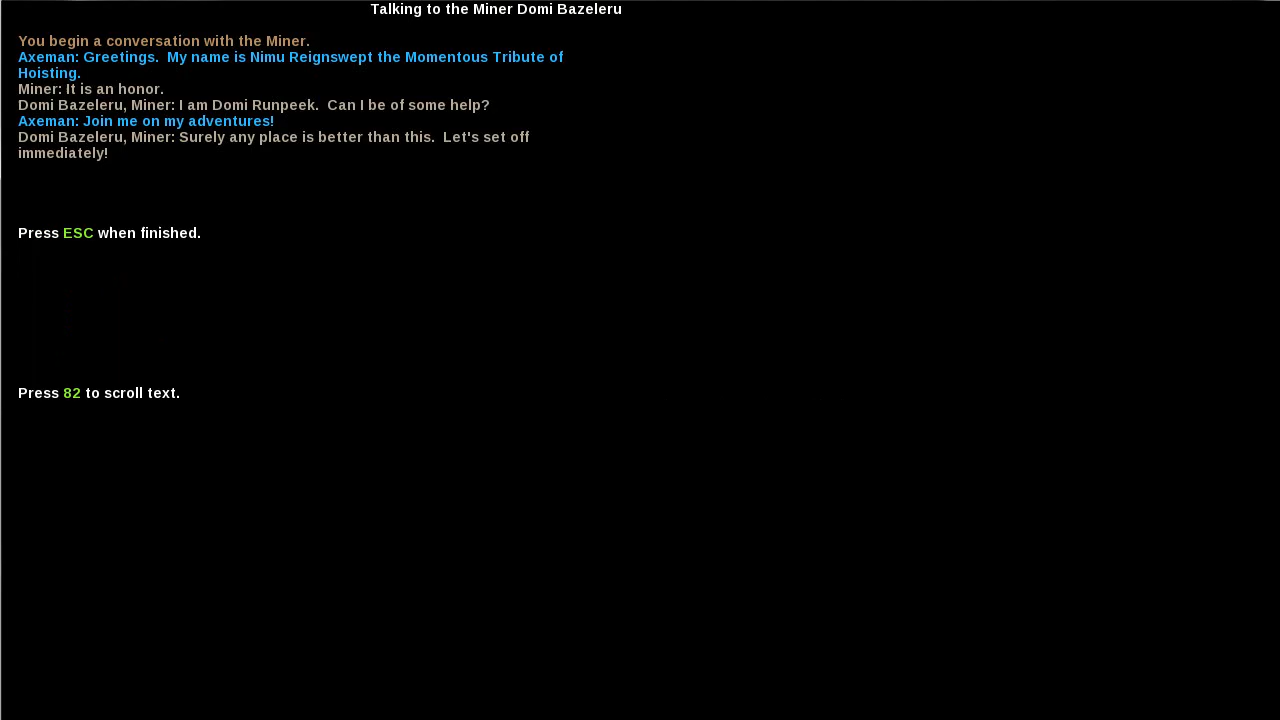 Talking to the Miner Domi Bazeleru
You begin a conversation with the Miner.
Axeman: Greetings.  My name is Nimu Reignswept the Momentous Tribute of
Hoisting.
Miner: It is an honor.
Domi Bazeleru, Miner: I am Domi Runpeek.  Can I be of some help?
Axeman: Join me on my adventures!
Domi Bazeleru, Miner: Surely any place is better than this.  Let's set off
immediately!
Press ESC when finished.
Press 82 to scroll text.